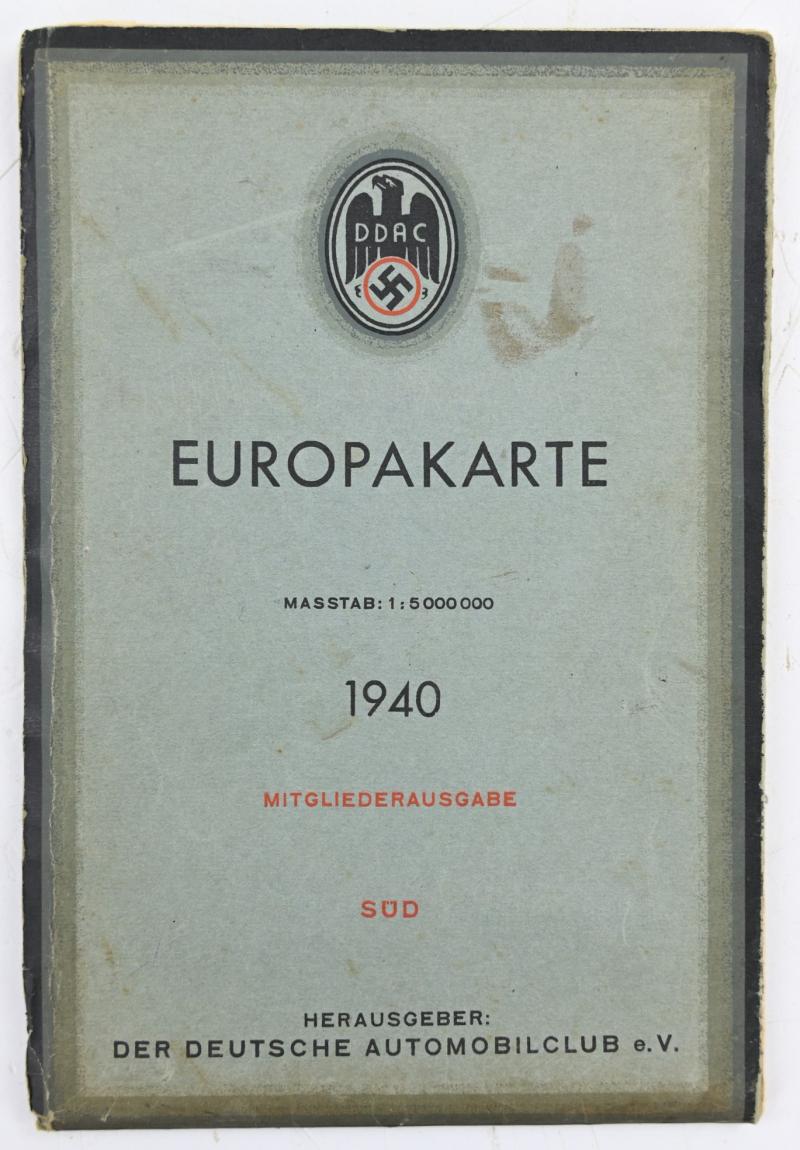 DDAC
EUROPAKARTE
MASSTAB: 1:5000000
1940
MITGLIEDERAUSGABE
SÜD
HERAUSGEBER:
DER DEUTSCHE AUTOMOBILCLUB e.V.